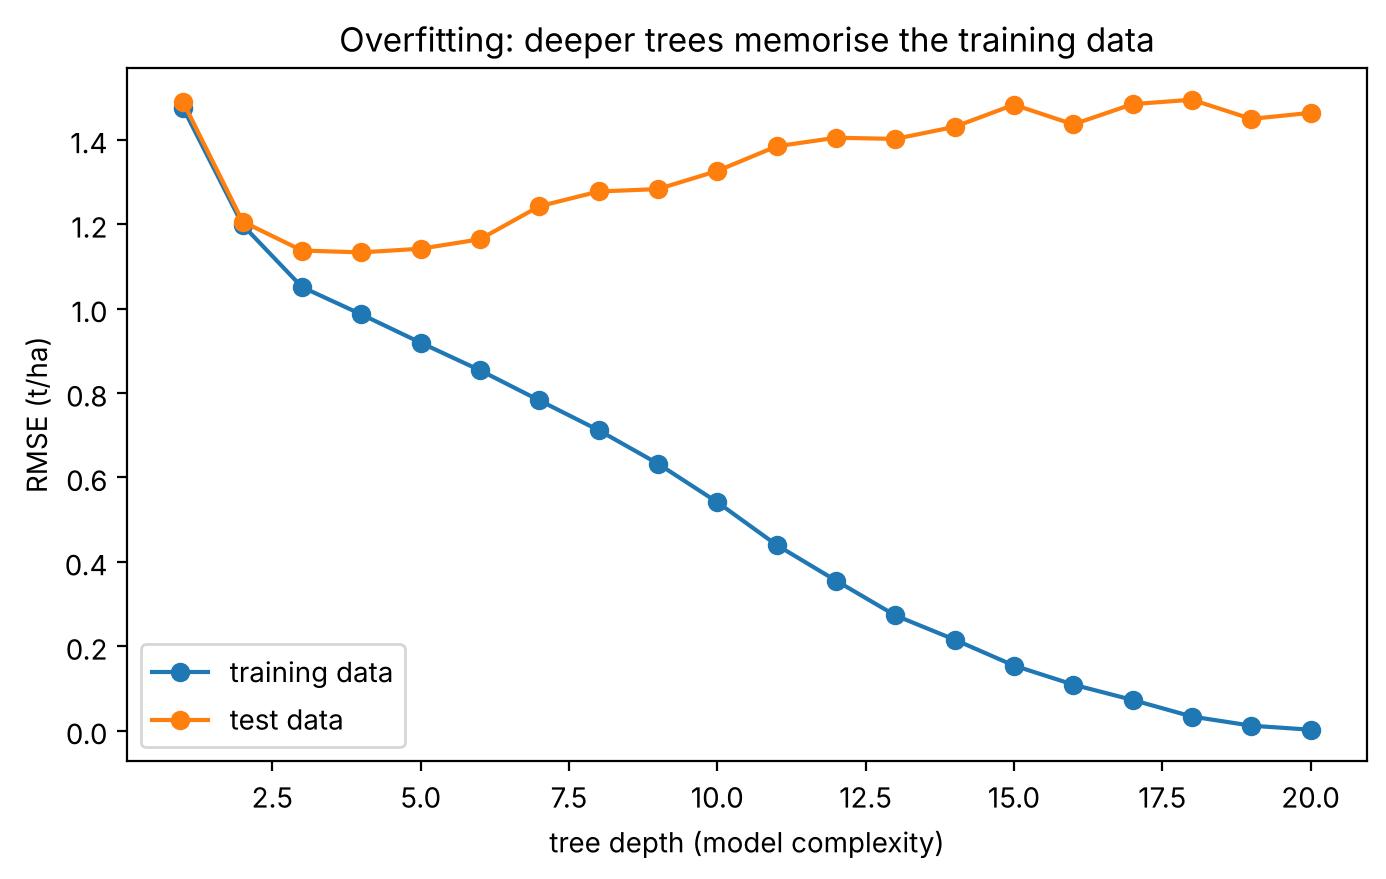 Overfitting: deeper trees memorise the training data
RMSE (t/ha)
1.4
1.2
1.0
0.8
0.6
0.4
0.2
0.0
training data
test data
2.5 5.0 7.5 10.0 12.5 15.0 17.5 20.0
tree depth (model complexity)